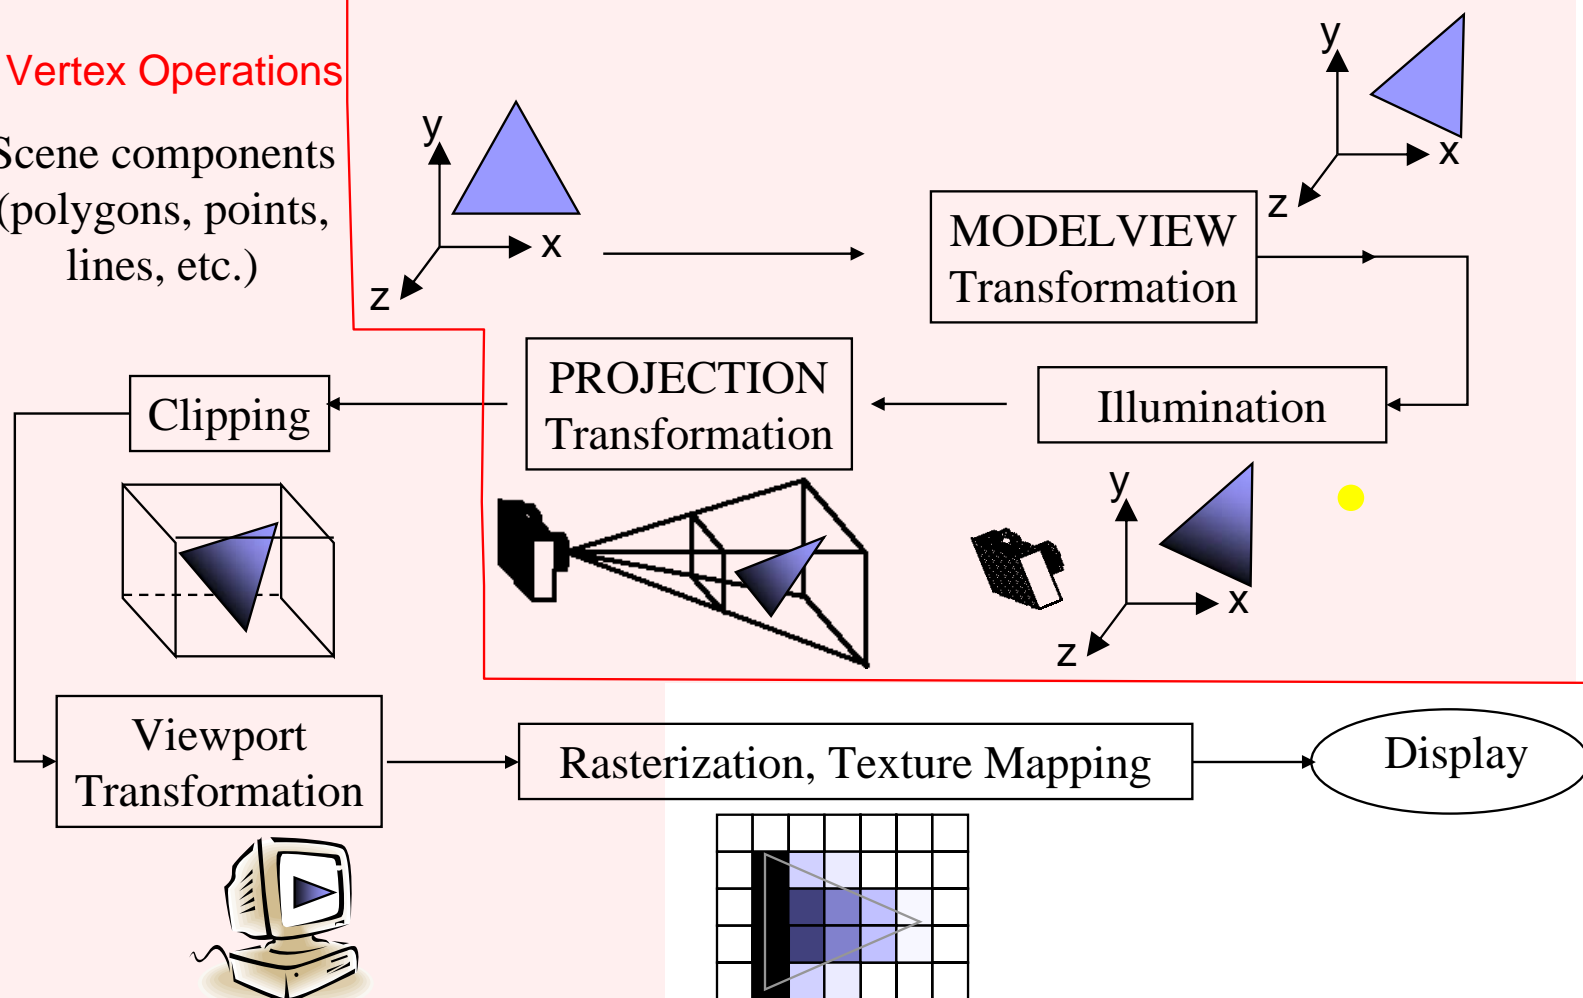 Vertex Operations
Scene components
(polygons, points,
lines, etc.)
y
x
z
y
x
z
MODELVIEW
Transformation
Clipping
PROJECTION
Transformation
Illumination
y
x
z
Viewport
Transformation
Rasterization, Texture Mapping
Display